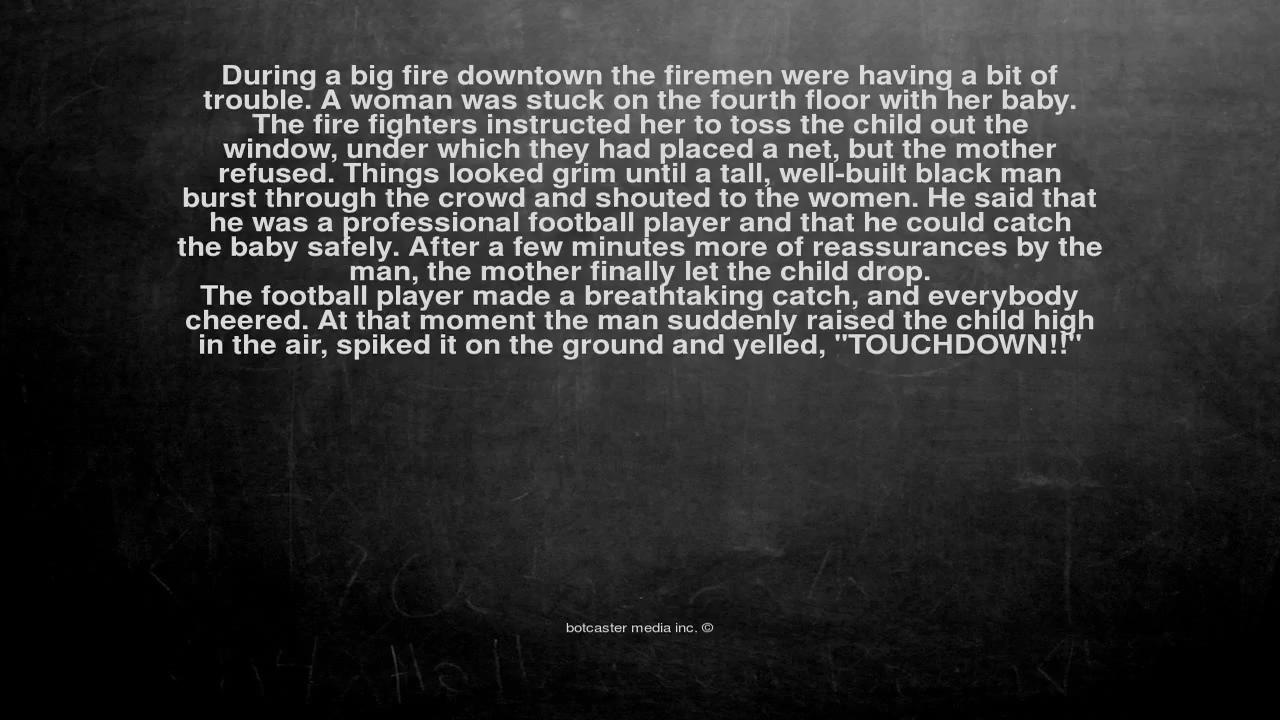 During a big fire downtown the firemen were having a bit of
trouble. A woman was stuck on the fourth floor with her baby.
The fire fighters instructed her to toss the child out the
window, under which they had placed a net, but the mother
refused. Things looked grim until a tall, well-built black man
burst through the crowd and shouted to the women. He said that
he was a professional football player and that he could catch
the baby safely. After a few minutes more of reassurances by the
man, the mother finally let the child drop.
The football player made a breathtaking catch, and everybody
cheered. At that moment the man suddenly raised the child high
in the air, spiked it on the ground and yelled, "TOUCHDOWN!!"
botcaster media inc. ©